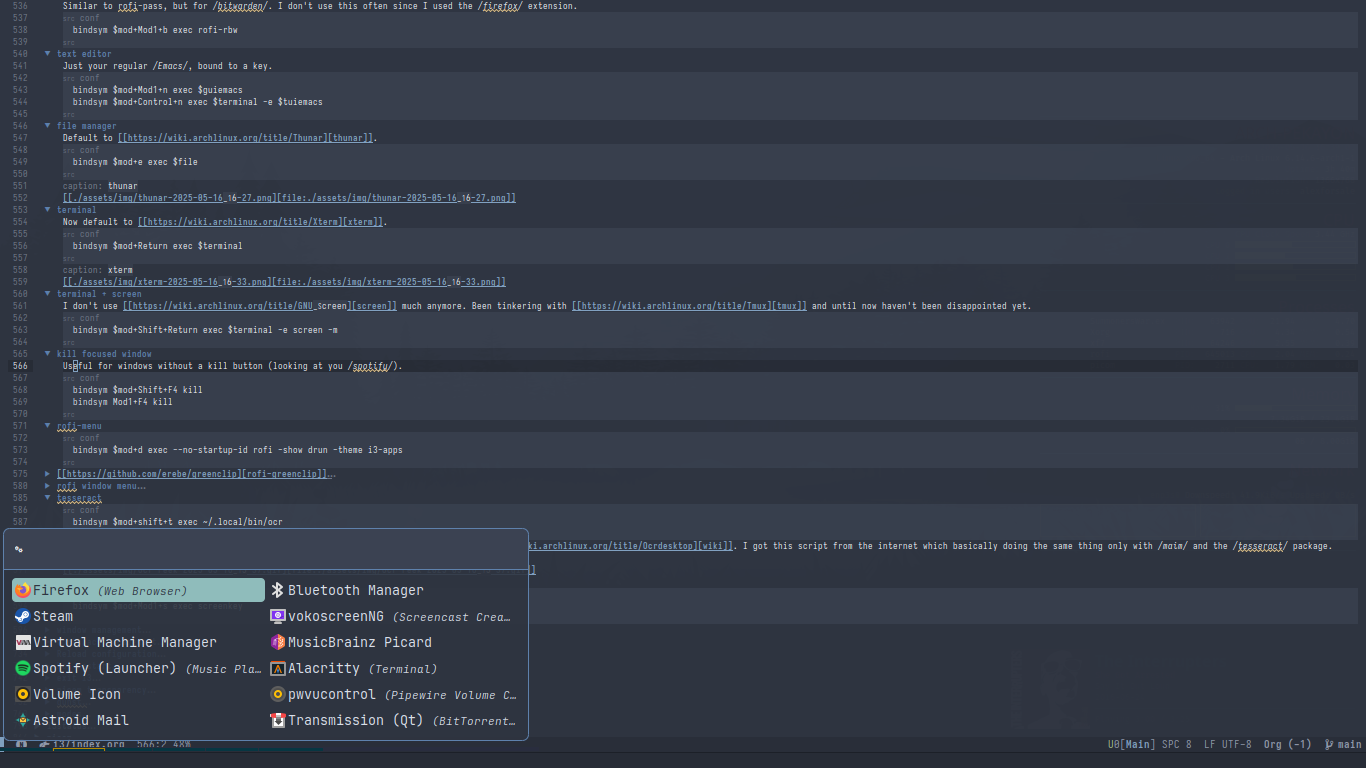 536 Similar to rofi-pass, but for /bitwarden/. I don't use this often since I used the /firefox/ extension.
537 src conf
538 bindsym $mod+Mod1+b exec rofi-rbw
539 src
540 ▼ text editor
541 Just your regular /Emacs/, bound to a key.
542 src conf
543 bindsym $mod+Mod1+n exec $guiemacs
544 bindsym $mod+Control+n exec $terminal -e $tuiemacs
545 src
546 ▼ file manager
547 Default to [[https://wiki.archlinux.org/title/Thunar][thunar]].
548 src conf
549 bindsym $mod+e exec $file
550 src
551 caption: thunar
552 [[./assets/img/thunar-2025-05-16_16-27.png][file:./assets/img/thunar-2025-05-16_16-27.png]]
553 ▼ terminal
554 Now default to [[https://wiki.archlinux.org/title/Xterm][xterm]].
555 src conf
556 bindsym $mod+Return exec $terminal
557 src
558 caption: xterm
559 [[./assets/img/xterm-2025-05-16_16-33.png][file:./assets/img/xterm-2025-05-16_16-33.png]]
560 ▼ terminal + screen
561 I don't use [[https://wiki.archlinux.org/title/GNU_Screen][screen]] much anymore. Been tinkering with [[https://wiki.archlinux.org/title/Tmux][tmux]] and until now haven't been disappointed yet.
562 src conf
563 bindsym $mod+Shift+Return exec $terminal -e screen -m
564 src
565 ▼ kill focused window
566 Useful for windows without a kill button (looking at you /spotify/).
567 src conf
568 bindsym $mod+Shift+F4 kill
569 bindsym Mod1+F4 kill
570 src
571 ▼ rofi-menu
572 src conf
573 bindsym $mod+d exec --no-startup-id rofi -show drun -theme i3-apps
574 src
575 ▶ [[https://github.com/erebe/greenclip][rofi-greenclip]]...
580 ▶ rofi window menu...
585 ▼ tesseract
586 src conf
587 bindsym $mod+shift+t exec ~/.local/bin/ocr
ki.archlinux.org/title/Ocrdesktop][wiki]]. I got this script from the internet which basically doing the same thing only with /maim/ and the /tesseract/ package.
Firefox (Web Browser)
Bluetooth Manager
Steam
vokoscreenNG (Screencast Crea…
Virtual Machine Manager
MusicBrainz Picard
Spotify (Launcher) (Music Pla…
Alacritty (Terminal)
Volume Icon
pwvucontrol (Pipewire Volume C…
Astroid Mail
Transmission (Qt) (BitTorrent…
i3/index.org 566:2 48%
U0[Main] SPC 8 LF UTF-8 Org (-1) main